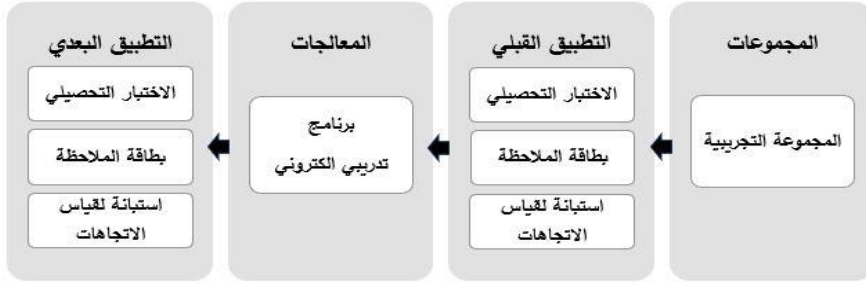 المجموعات
المجموعة التجريبية
التطبيق القبلي
الاختبار التحصيلي
بطاقة الملاحظة
استبانة لقياس
الاتجاهات
المعالجات
برنامج
تدريبي الكتروني
التطبيق البعدي
الاختبار التحصيلي
بطاقة الملاحظة
استبانة لقياس
الاتجاهات